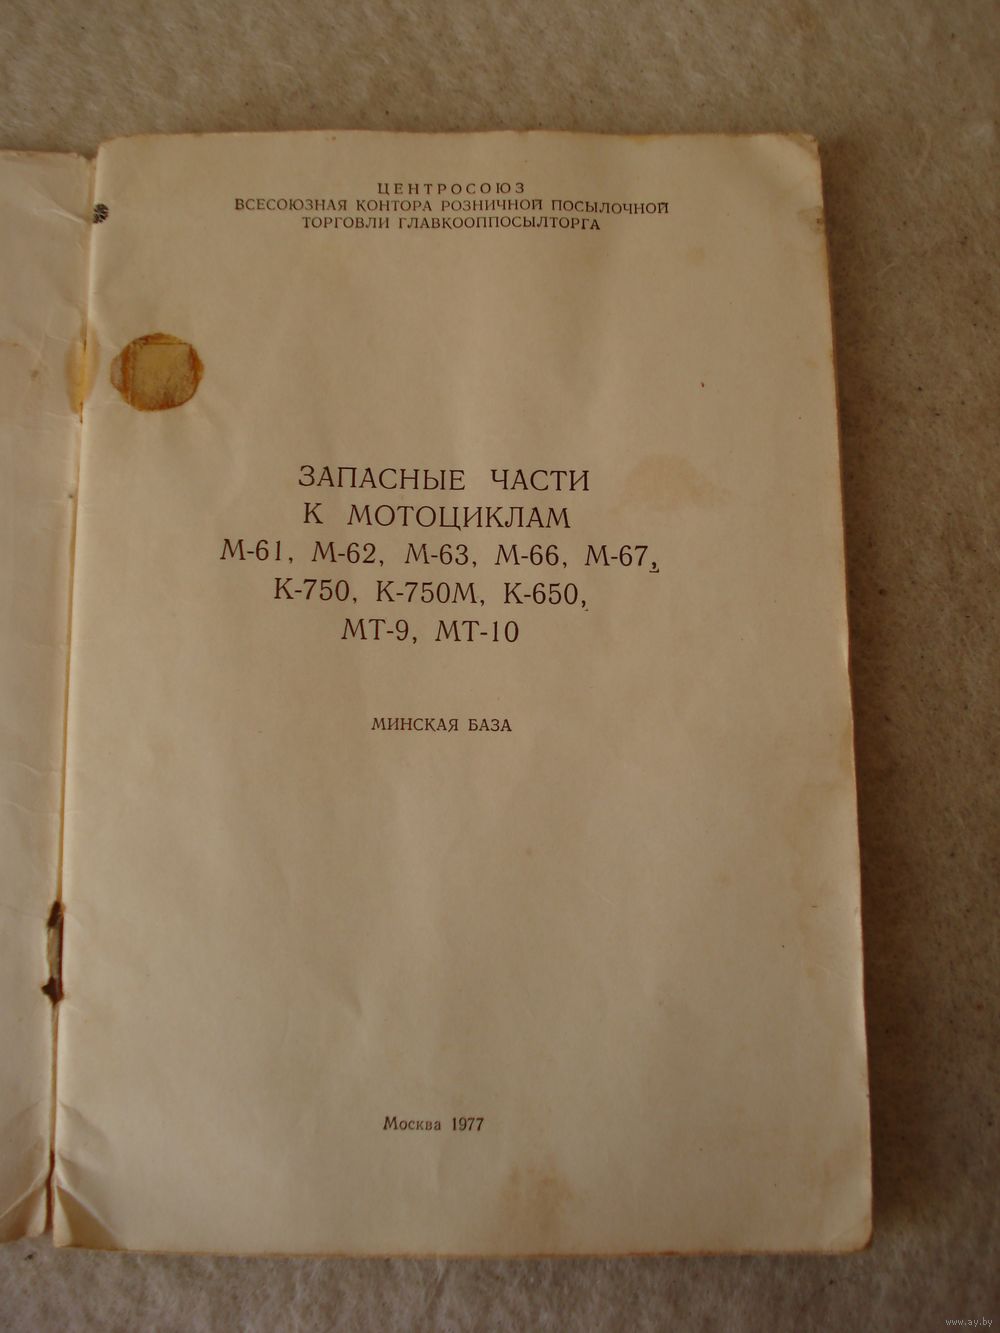 ЦЕНТРОСОЮЗ
ВСЕСОЮЗНАЯ КОНТОРА РОЗНИЧНОЙ ПОСЫЛОЧНОЙ
ТОРГОВЛИ ГЛАВКООППОСЫЛТОРГА
ЗАПАСНЫЕ ЧАСТИ
К МОТОЦИКЛАМ
М-61, М-62, М-63, М-66, М-67,
К-750, К-750М, К-650,
МТ-9, МТ-10
МИНСКАЯ БАЗА
Москва 1977
www.ay.by